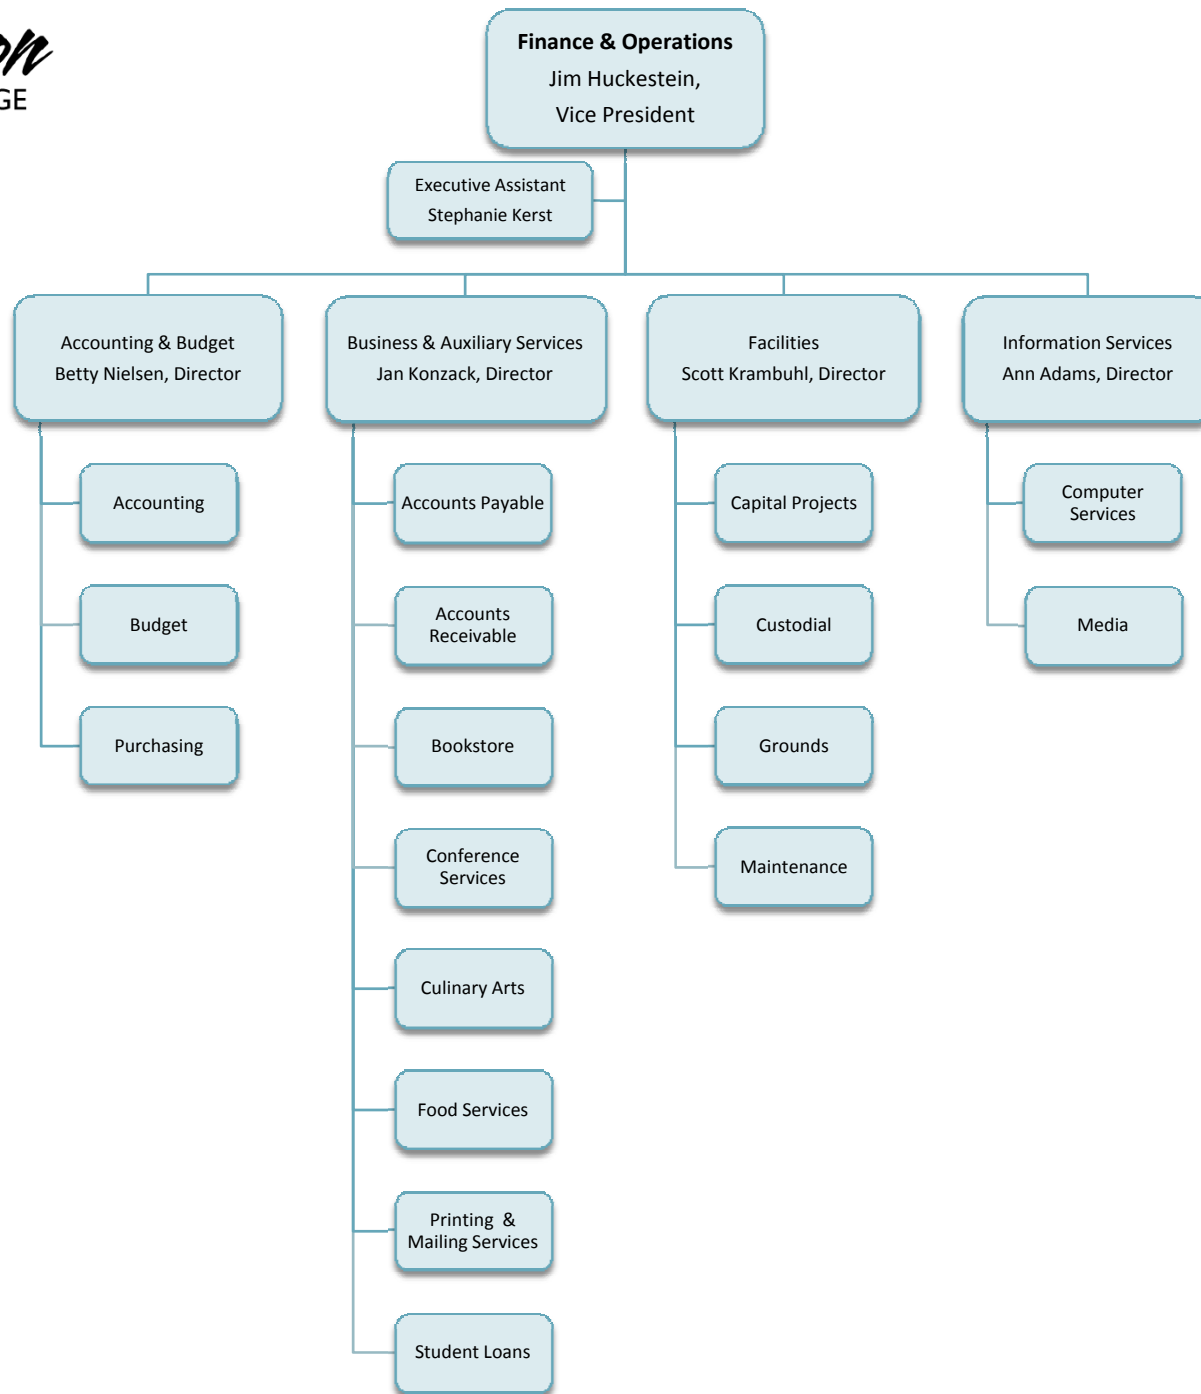 Finance & Operations
Jim Huckestein,
Vice President
Executive Assistant
Stephanie Kerst
Accounting & Budget
Betty Nielsen, Director
Business & Auxiliary Services
Jan Konzack, Director
Facilities
Scott Krambuhl, Director
Information Services
Ann Adams, Director
Accounting
Budget
Purchasing
Accounts Payable
Accounts
Receivable
Bookstore
Conference
Services
Culinary Arts
Food Services
Printing  &
Mailing Services
Student Loans
Capital Projects
Custodial
Grounds
Maintenance
Computer
Services
Media